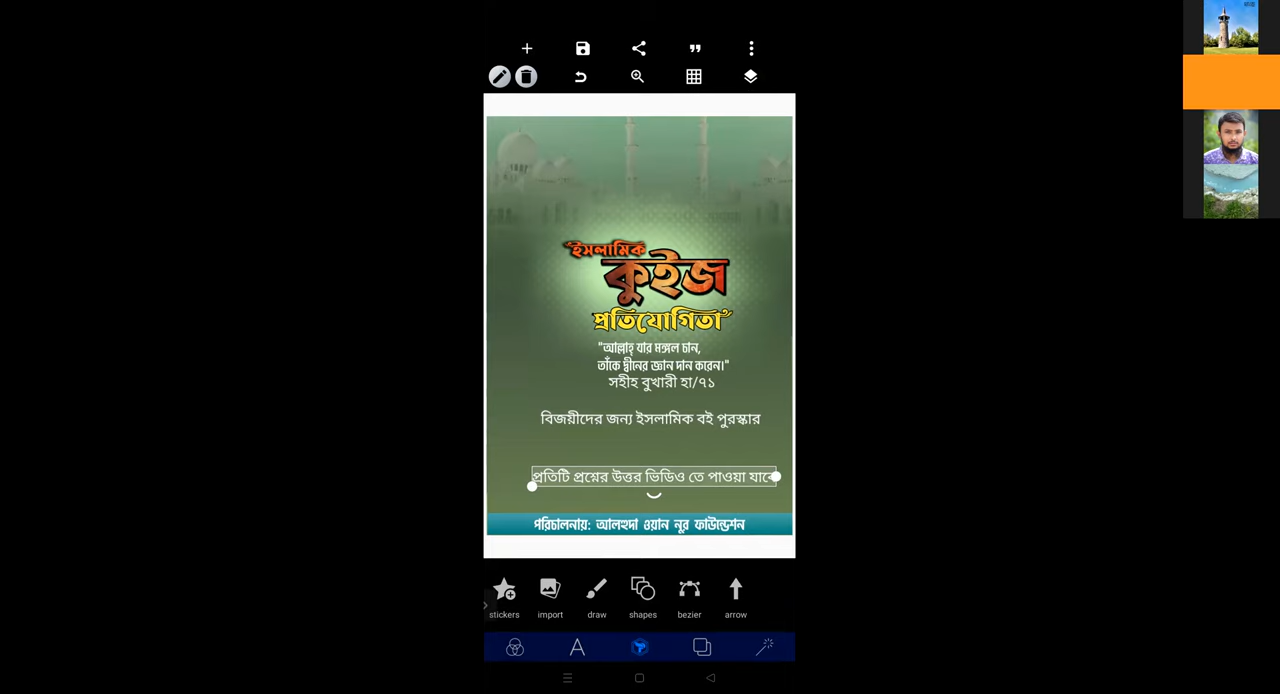 ইসলামিক
কুইজ
প্রতিযোগিতা
"আল্লাহ্ যার মঙ্গল চান,
তাঁকে দ্বীনের জ্ঞান দান করেন।"
সহীহ বুখারী হা/৭১
বিজয়ীদের জন্য ইসলামিক বই পুরস্কার
প্রতিটি প্রশ্নের উত্তর ভিডিও তে পাওয়া যাবে
পরিচালনায়: আলহুদা ওয়ান নূর ফাউন্ডেশন
stickers import draw shapes bezier arrow